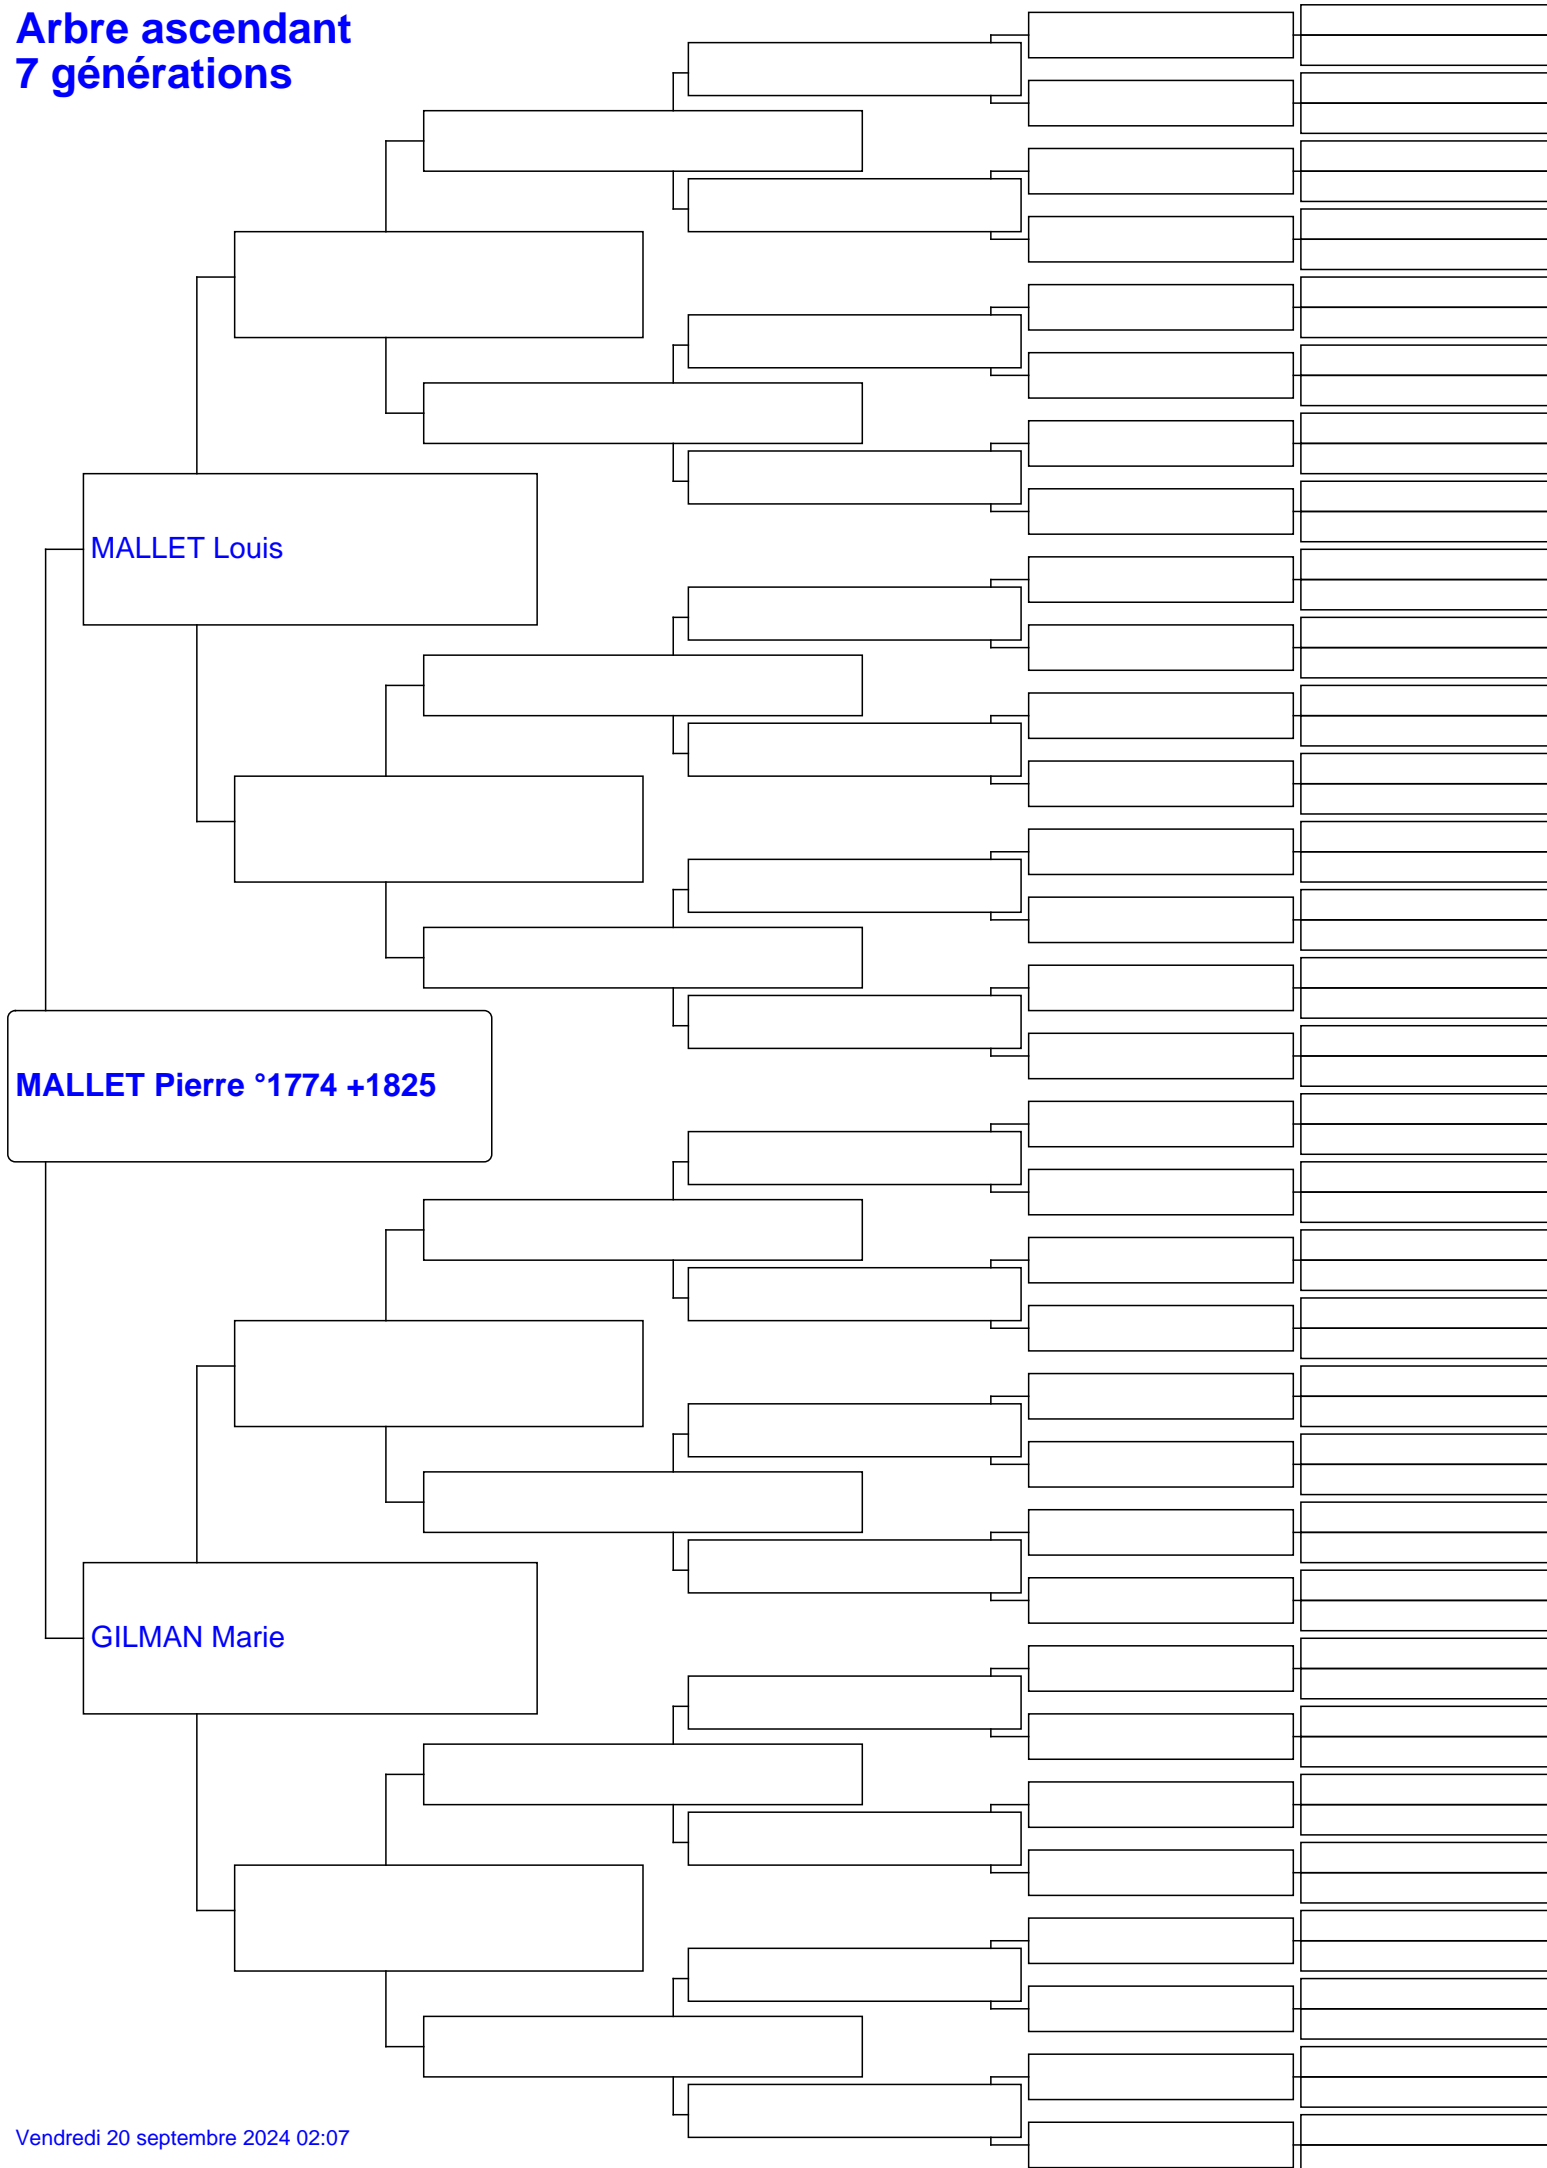 Arbre ascendant
7 générations
MALLET Louis
MALLET Pierre °1774 +1825
GILMAN Marie
Vendredi 20 septembre 2024 02:07